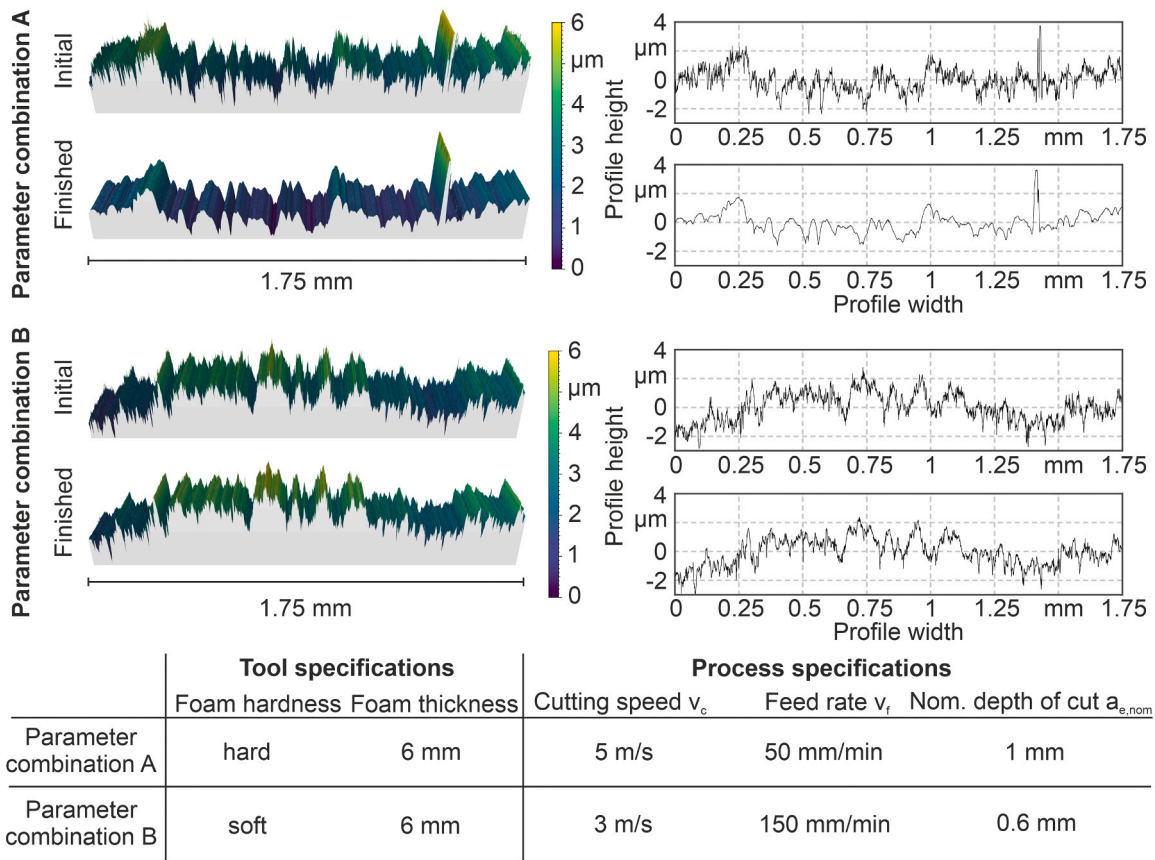 Parameter combination A
Initial
6
µm
4
3
2
1
0
Finished
1.75 mm
Profile height
4
µm
0
-2
0 0.25 0.5 0.75 1 1.25 mm 1.75
4
µm
0
-2
0 0.25 0.5 0.75 1 1.25 mm 1.75
Profile width
Parameter combination B
Initial
6
µm
4
3
2
1
0
Finished
1.75 mm
Profile height
4
µm
0
-2
0 0.25 0.5 0.75 1 1.25 mm 1.75
4
µm
0
-2
0 0.25 0.5 0.75 1 1.25 mm 1.75
Profile width
Tool specifications Process specifications
Foam hardness Foam thickness Cutting speed vc Feed rate vf Nom. depth of cut ae,nom
Parameter
combination A hard 6 mm 5 m/s 50 mm/min 1 mm
Parameter
combination B soft 6 mm 3 m/s 150 mm/min 0.6 mm